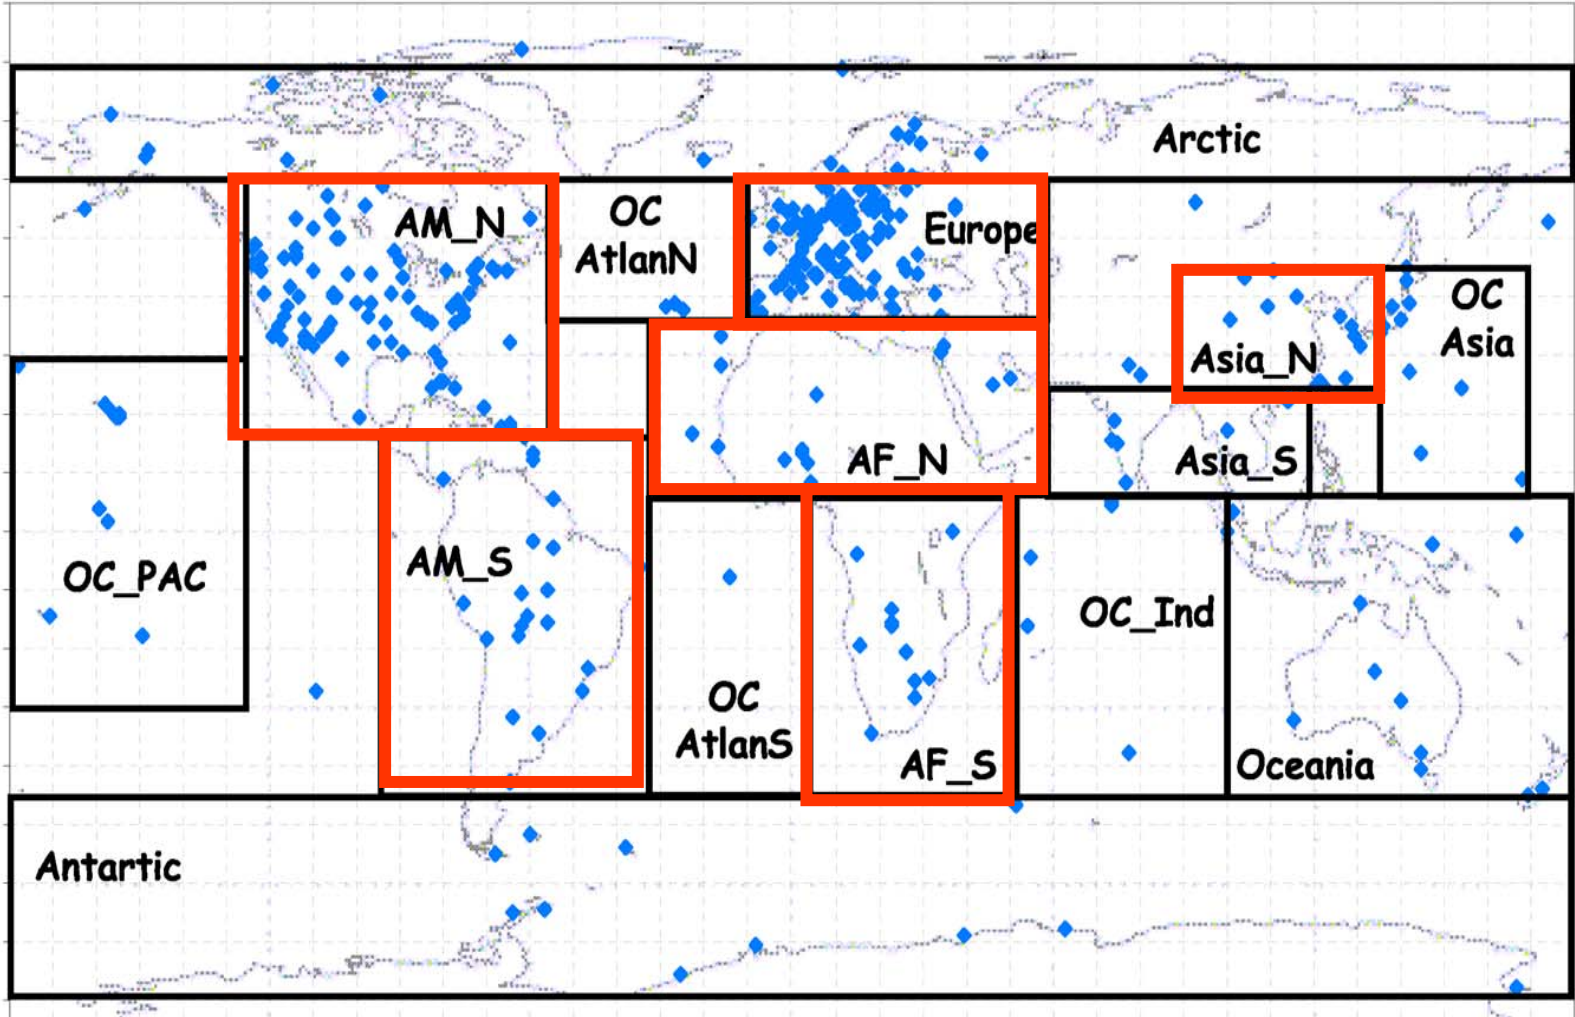 Arctic
AM_N
OC
AtlanN
Europe
OC
Asia
Asia_N
AF_N
Asia_S
AM_S
OC_PAC
OC_Ind
OC
AtlanS
AF_S
Oceania
Antartic